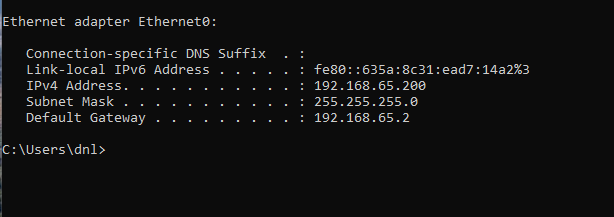 Ethernet adapter Ethernet0:
Connection-specific DNS Suffix  . :
Link-local IPv6 Address . . . . . : fe80::635a:8c31:ead7:14a2%3
IPv4 Address. . . . . . . . . . . : 192.168.65.200
Subnet Mask . . . . . . . . . . . : 255.255.255.0
Default Gateway . . . . . . . . . : 192.168.65.2
C:\Users\dnl>